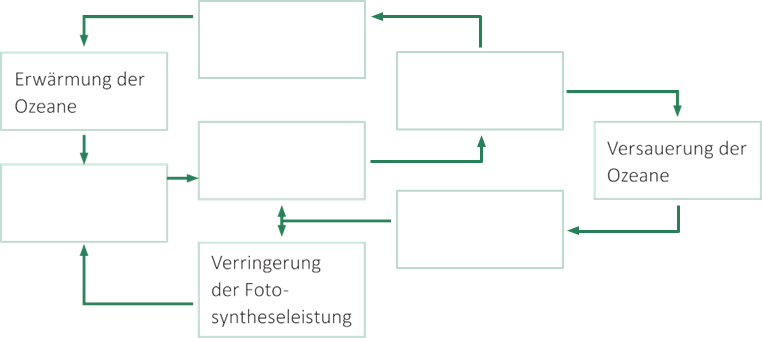 Erwärmung der
Ozeane
Versauerung der
Ozeane
Verringerung
der Foto-
syntheseleistung